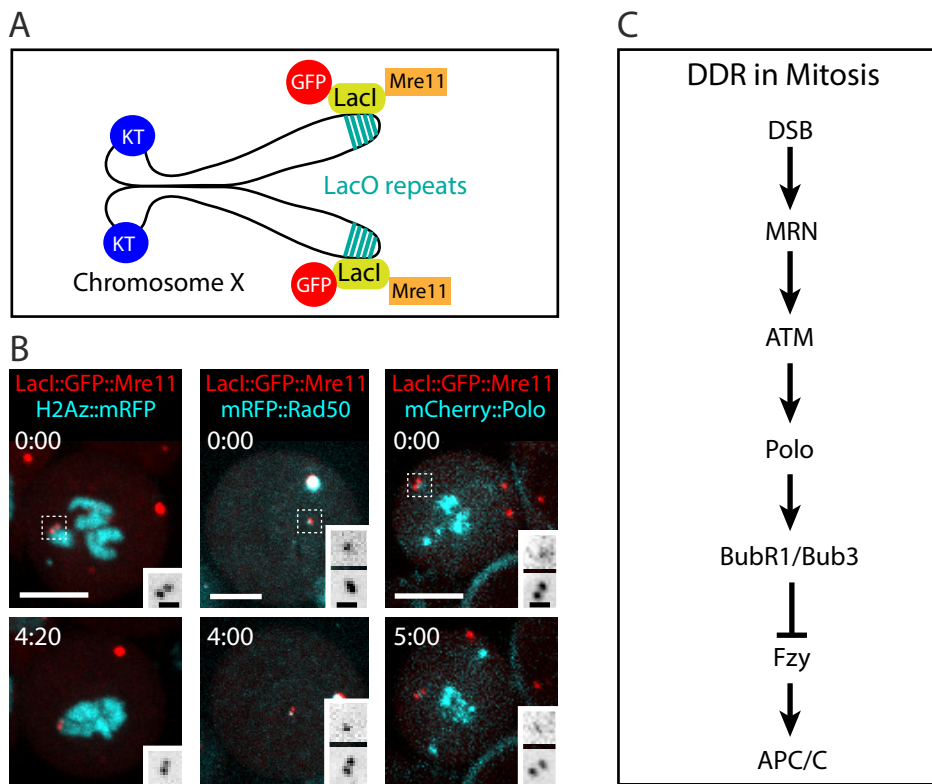 A
GFP
LacI
Mre11
KT
LacO repeats
KT
Chromosome X
LacI
GFP
Mre11
B
LacI::GFP::Mre11
H2Az::mRFP
0:00
LacI::GFP::Mre11
mRFP::Rad50
0:00
LacI::GFP::Mre11
mCherry::Polo
0:00
4:20
4:00
5:00
C
DDR in Mitosis
DSB
MRN
ATM
Polo
BubR1/Bub3
Fzy
APC/C